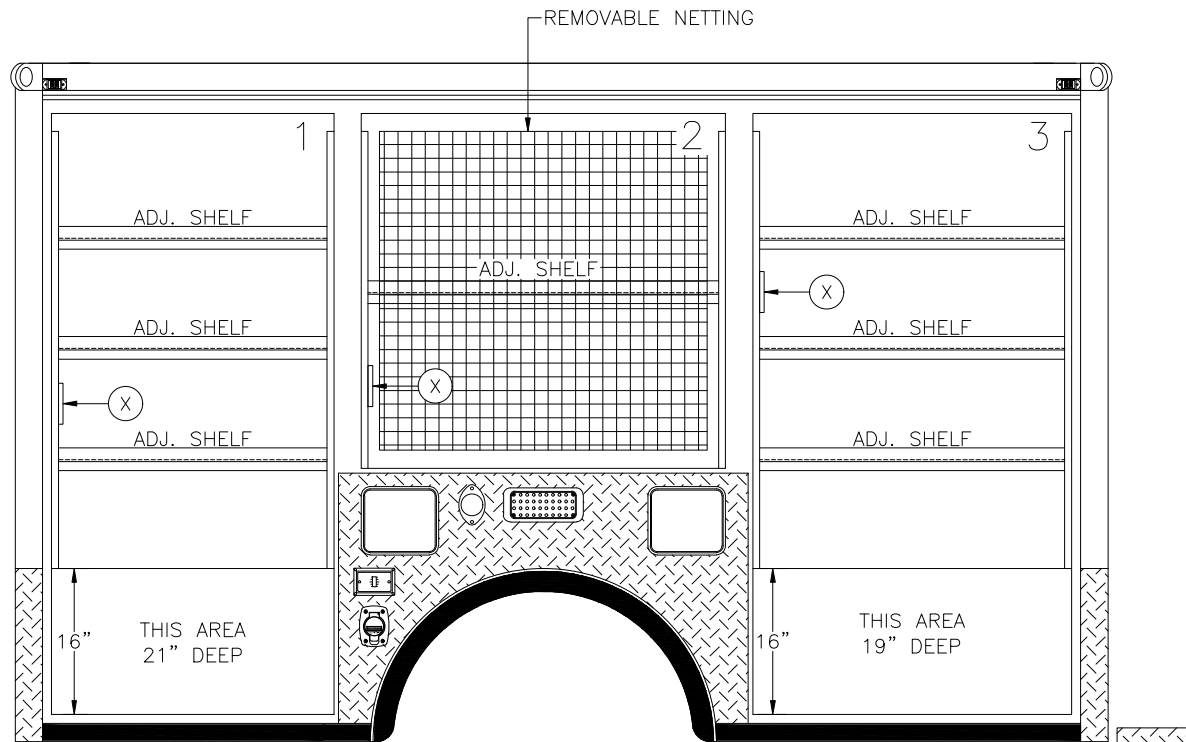 REMOVABLE NETTING
1
2
3
ADJ. SHELF
ADJ. SHELF
ADJ. SHELF
X
ADJ. SHELF
X
ADJ. SHELF
X
ADJ. SHELF
ADJ. SHELF
16”
THIS AREA
21” DEEP
16”
THIS AREA
19” DEEP